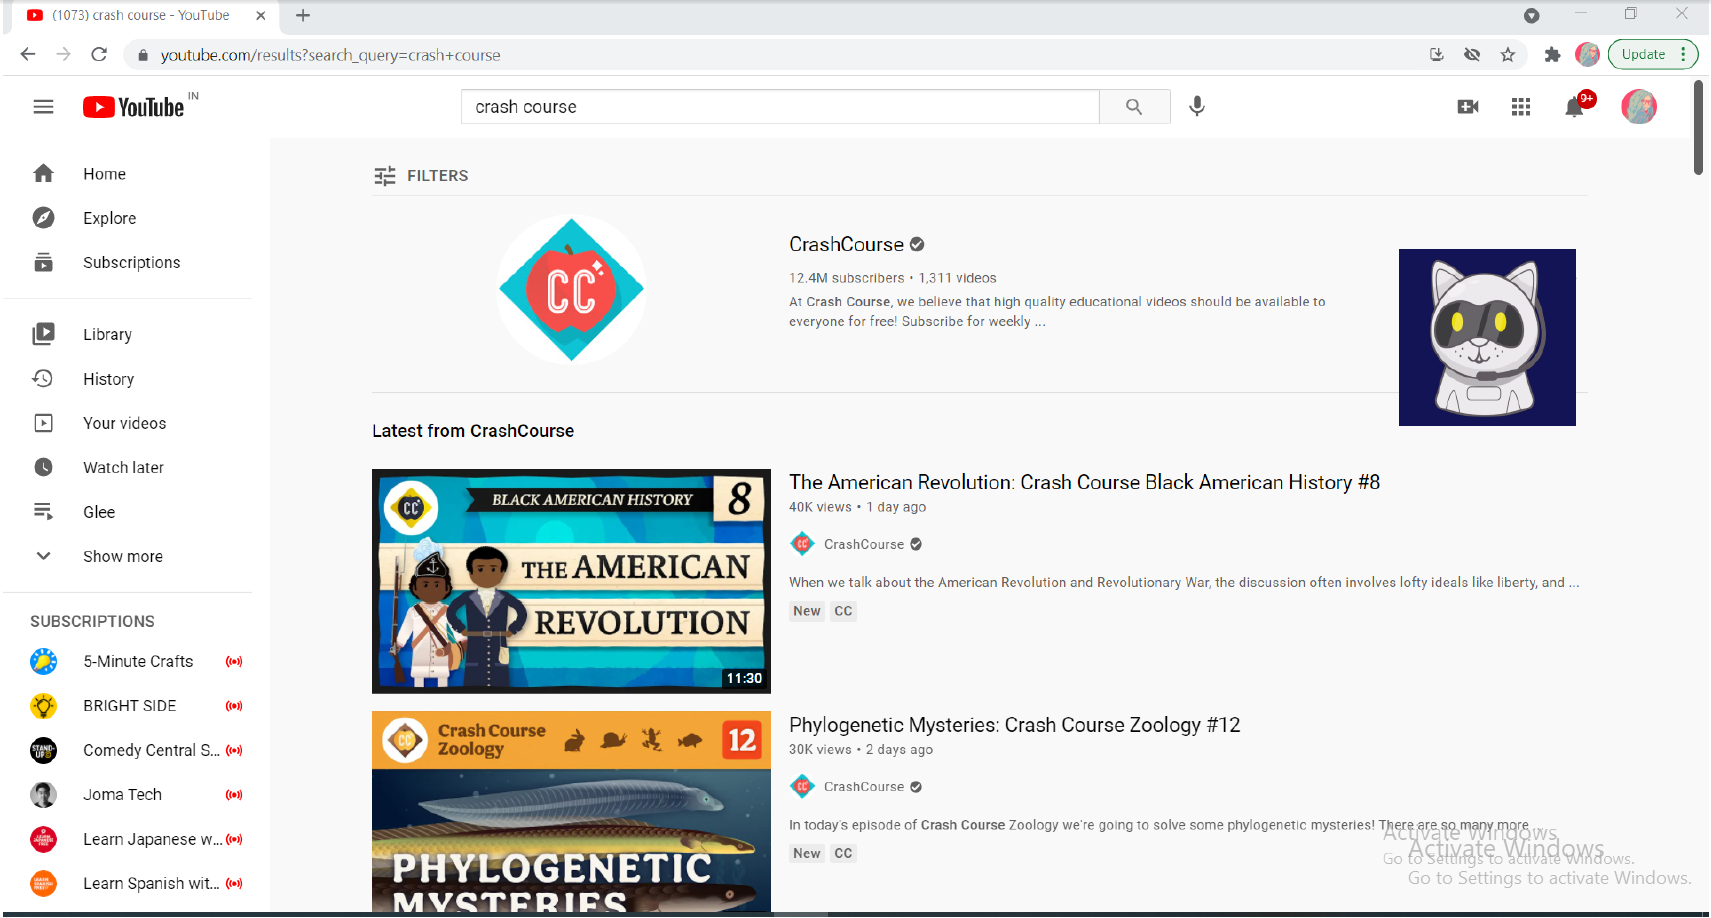 (1073) crash course - YouTube
youtube.com/results?search_query=crash+course
Update
YouTube IN
crash course
9+
Home
Explore
Subscriptions
Library
History
Your videos
Watch later
Glee
Show more
SUBSCRIPTIONS
5-Minute Crafts
BRIGHT SIDE
STAND-UP
Comedy Central S...
Joma Tech
Learn Japanese w...
Learn Spanish wit...
FILTERS
CC
CrashCourse
12.4M subscribers • 1,311 videos
At Crash Course, we believe that high quality educational videos should be available to
everyone for free! Subscribe for weekly ...
Latest from CrashCourse
CC
BLACK AMERICAN HISTORY 8
THE AMERICAN
REVOLUTION
11:30
The American Revolution: Crash Course Black American History #8
40K views • 1 day ago
CC
CrashCourse
When we talk about the American Revolution and Revolutionary War, the discussion often involves lofty ideals like liberty, and ...
New CC
CC
Crash Course
Zoology
12
PHYLOGENETIC
MYSTERIES
Phylogenetic Mysteries: Crash Course Zoology #12
30K views • 2 days ago
CC
CrashCourse
In today's episode of Crash Course Zoology we're going to solve some phylogenetic mysteries! There are so many more
New CC
Activate Windows
Go to Settings to activate Windows.
Activate Windows
Go to Settings to activate Windows.